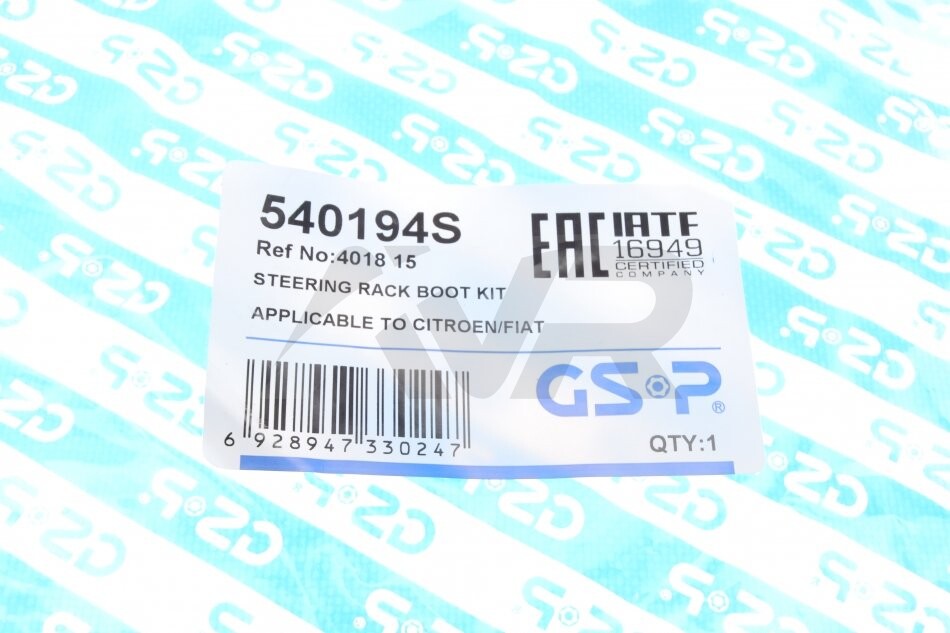 540194S
Ref No:4018 15
STEERING RACK BOOT KIT
APPLICABLE TO CITROEN/FIAT
EAC
IATF
16949
CERTIFIED
COMPANY
GS-P®
6 928947 330247
QTY:1